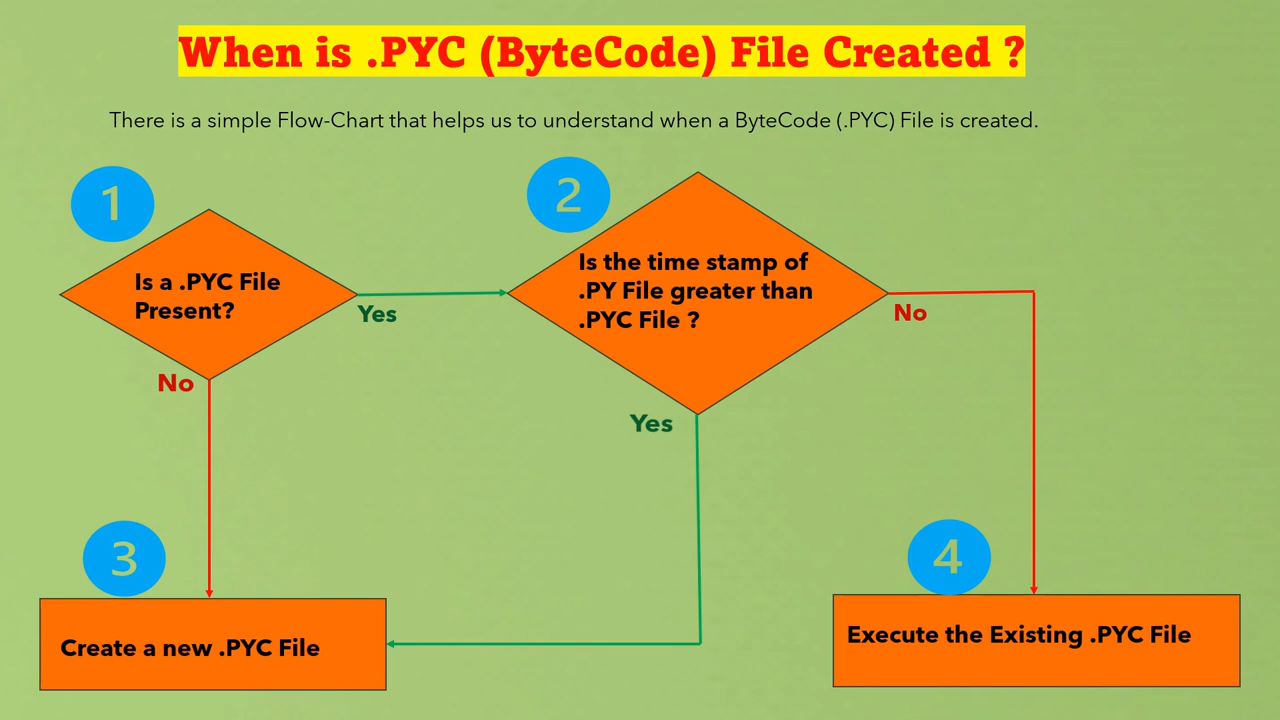 When is .PYC (ByteCode) File Created ?
There is a simple Flow-Chart that helps us to understand when a ByteCode (.PYC) File is created.
1
Is a .PYC File
Present?
Yes
No
2
Is the time stamp of
.PY File greater than
.PYC File ?
No
Yes
3
Create a new .PYC File
4
Execute the Existing .PYC File